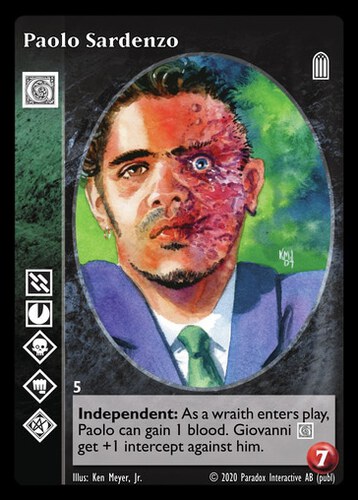 Paolo Sardenzo
KMJ
5
Independent: As a wraith enters play,
Paolo can gain 1 blood. Giovanni
get +1 intercept against him.
7
Illus: Ken Meyer, Jr.
© 2020 Paradox Interactive AB (publ)